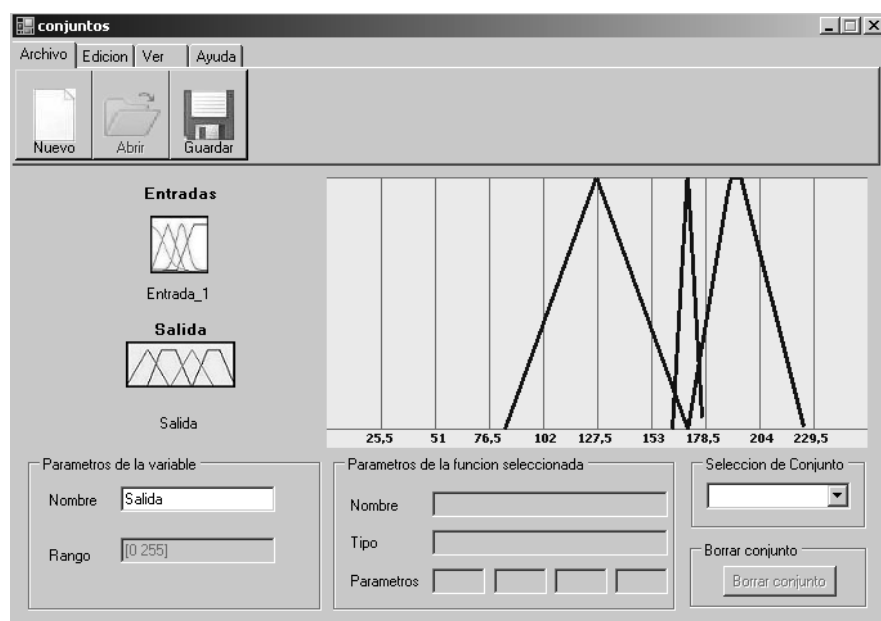 conjuntos
Archivo Edicion Ver Ayuda
Nuevo Abrir Guardar
Entradas
Entrada_1
Salida
Salida
25,5 51 76,5 102 127,5 153 178,5 204 229,5
Parametros de la variable
Nombre Salida
Rango [0 255]
Parametros de la funcion seleccionada
Nombre
Tipo
Parametros
Seleccion de Conjunto
Borrar conjunto
Borrar conjunto